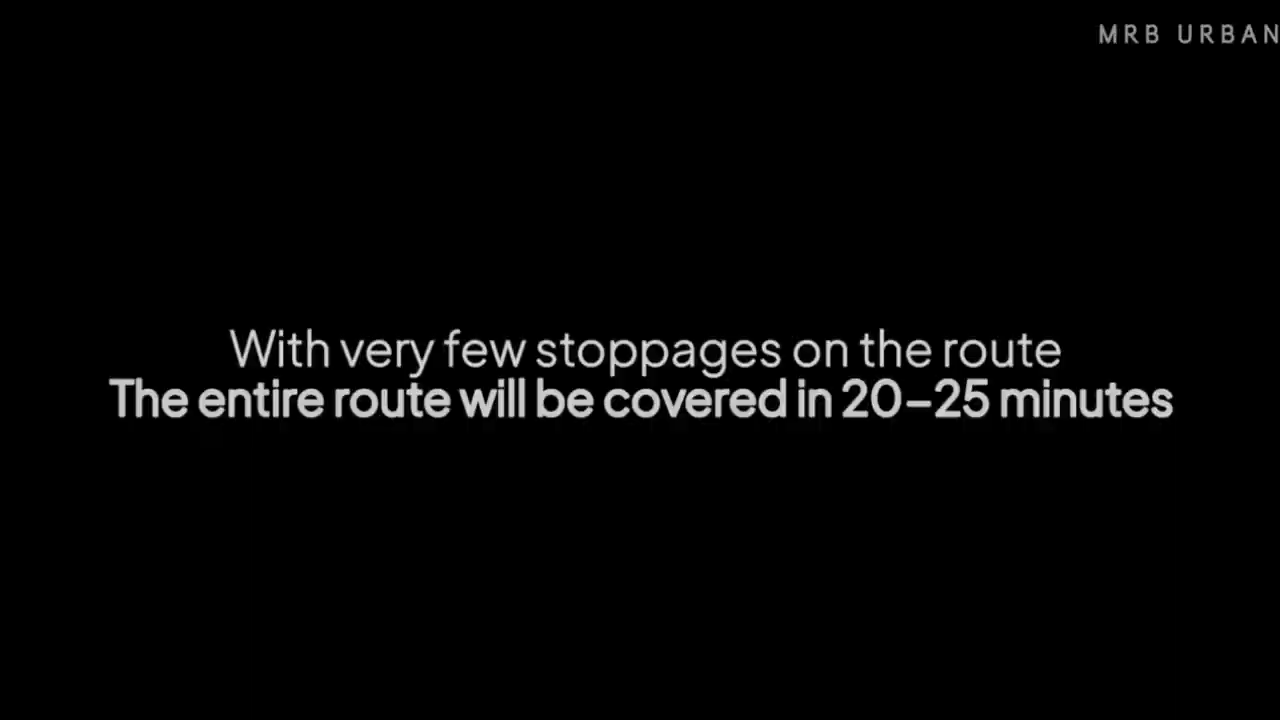 MRB URBAN
With very few stoppages on the route
The entire route will be covered in 20–25 minutes